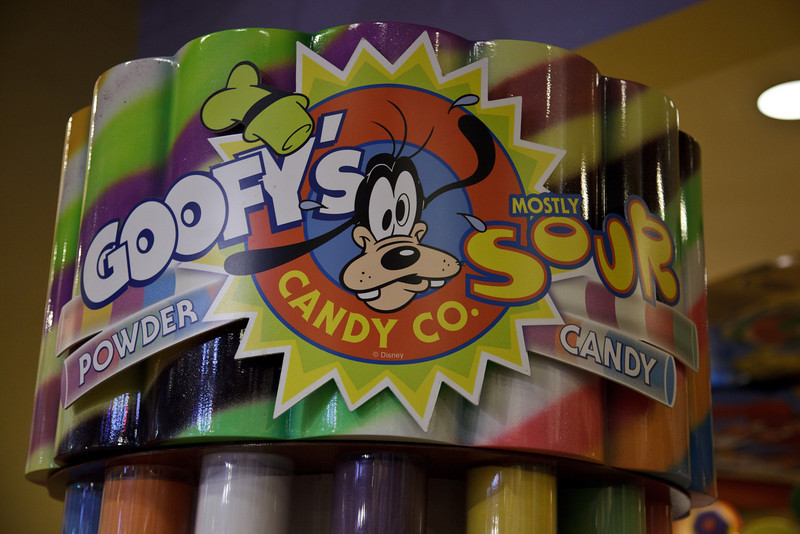 GOOFY'S
CANDY CO.
© Disney
MOSTLY
SOUR
POWDER
CANDY